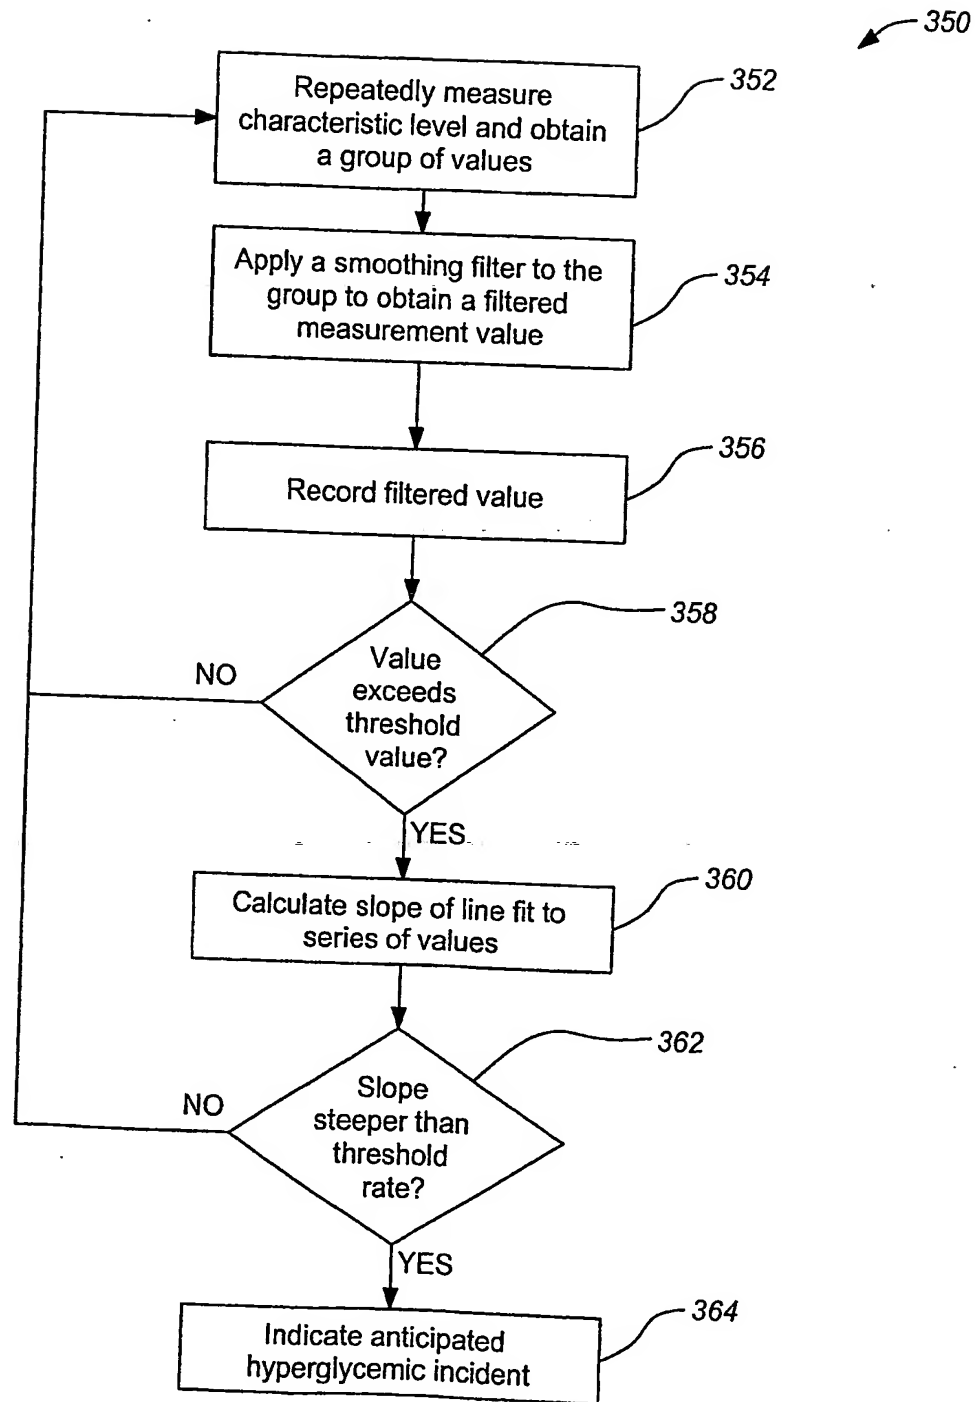 350
Repeatedly measure
characteristic level and obtain
a group of values
352
Apply a smoothing filter to the
group to obtain a filtered
measurement value
354
Record filtered value
356
Value
exceeds
threshold
value?
358
NO
YES
Calculate slope of line fit to
series of values
360
Slope
steeper than
threshold
rate?
362
NO
YES
Indicate anticipated
hyperglycemic incident
364